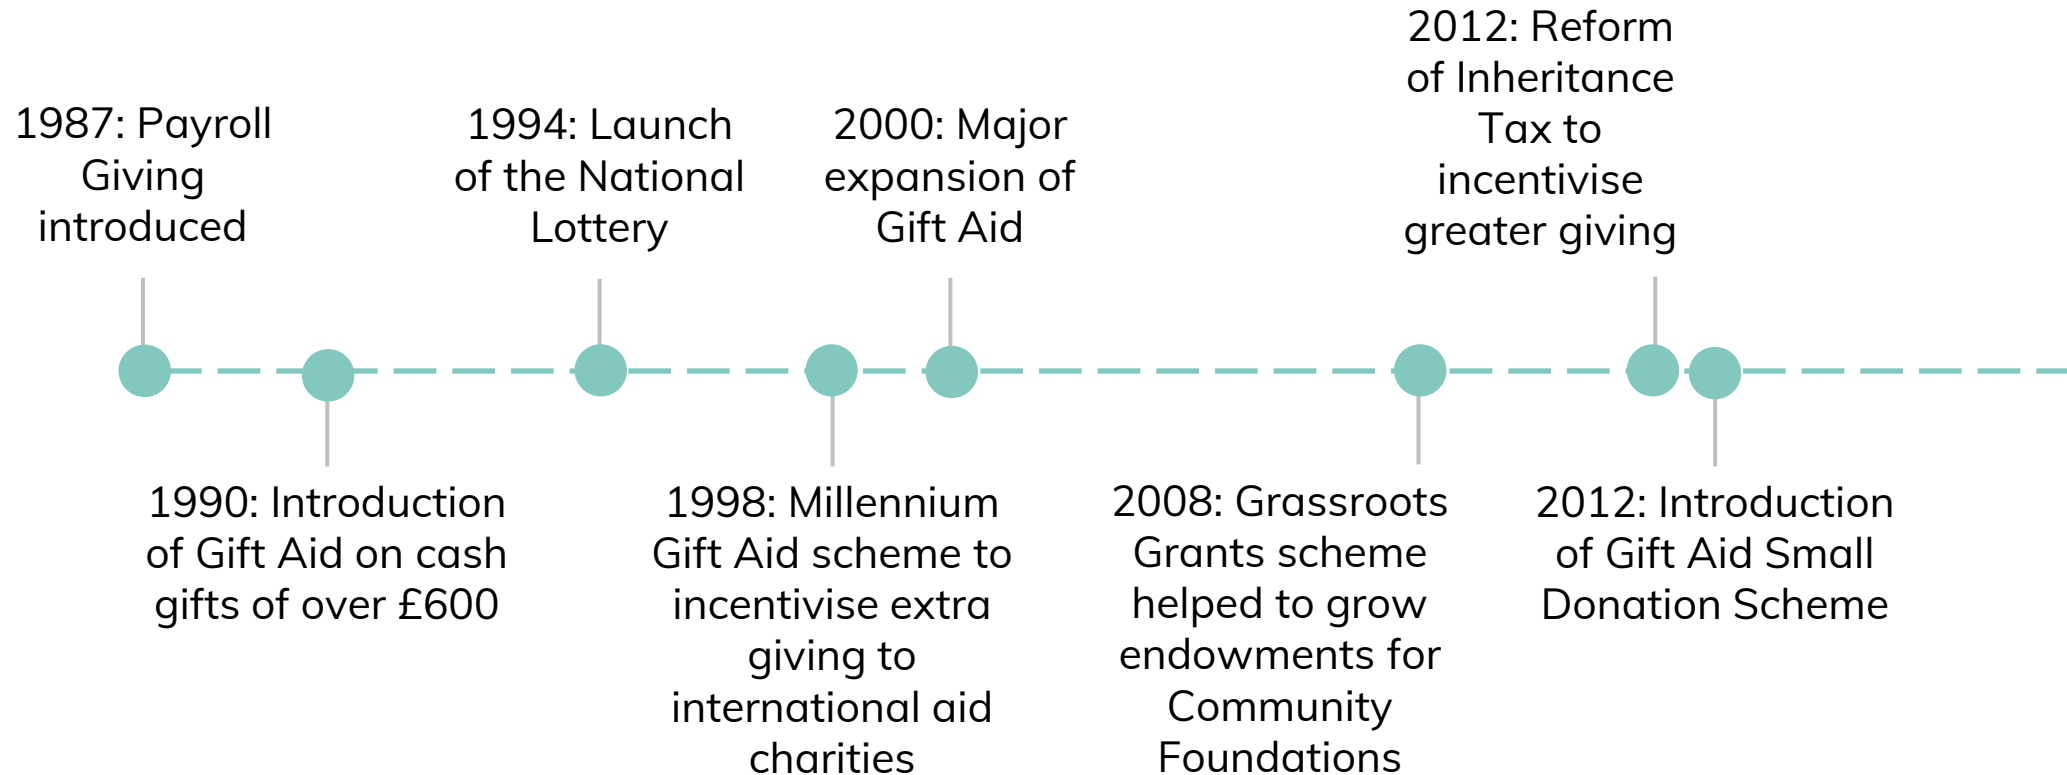 1987: Payroll
Giving
introduced
1990: Introduction
of Gift Aid on cash
gifts of over £600
1994: Launch
of the National
Lottery
1998: Millennium
Gift Aid scheme to
incentivise extra
giving to
international aid
charities
2000: Major
expansion of
Gift Aid
2008: Grassroots
Grants scheme
helped to grow
endowments for
Community
Foundations
2012: Reform
of Inheritance
Tax to
incentivise
greater giving
2012: Introduction
of Gift Aid Small
Donation Scheme